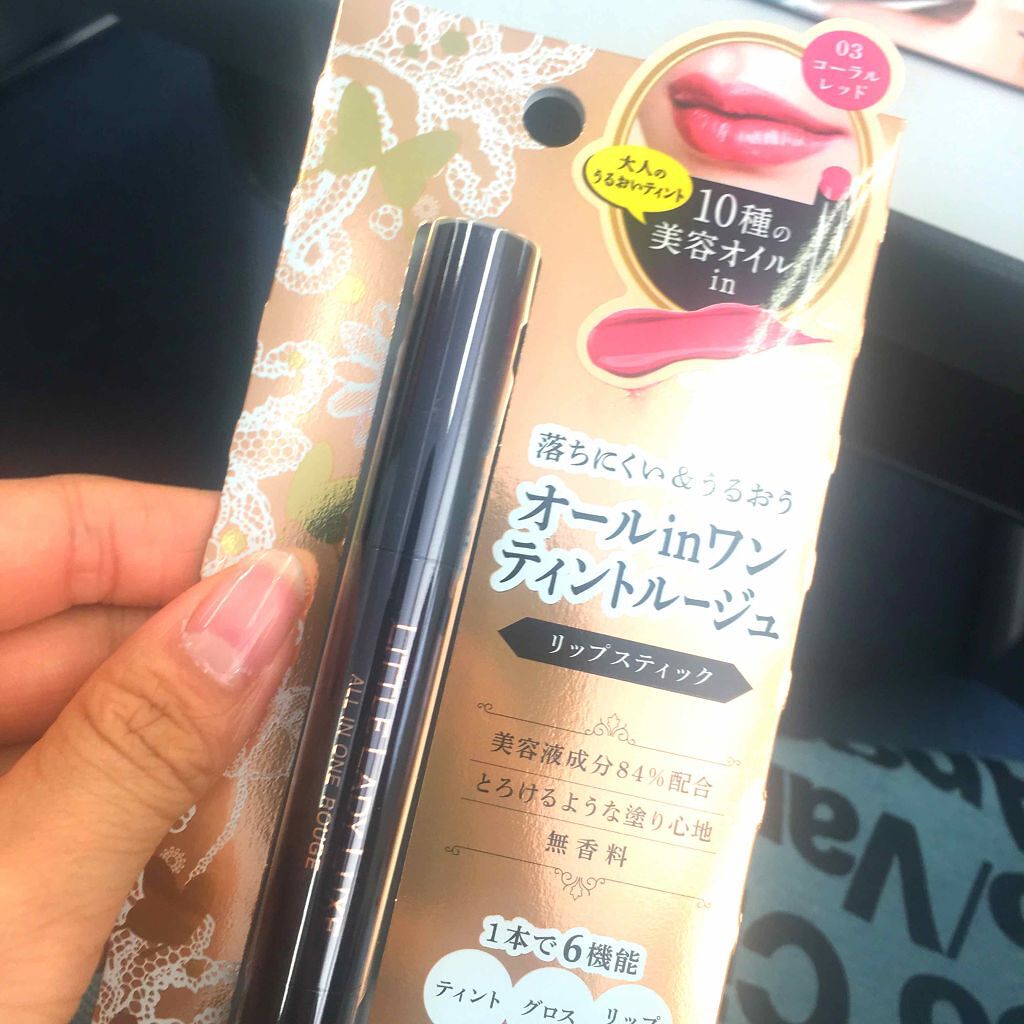 03
コーラル
レッド
大人の
うるおいティント
10種の
美容オイル
in
落ちにくい&うるおう
オールinワン
ティントルージュ
リップスティック
美容液成分84%配合
とろけるような塗り心地
無香料
1本で6機能
ティント
グロス
リップ
ALL IN ONE ROUGE